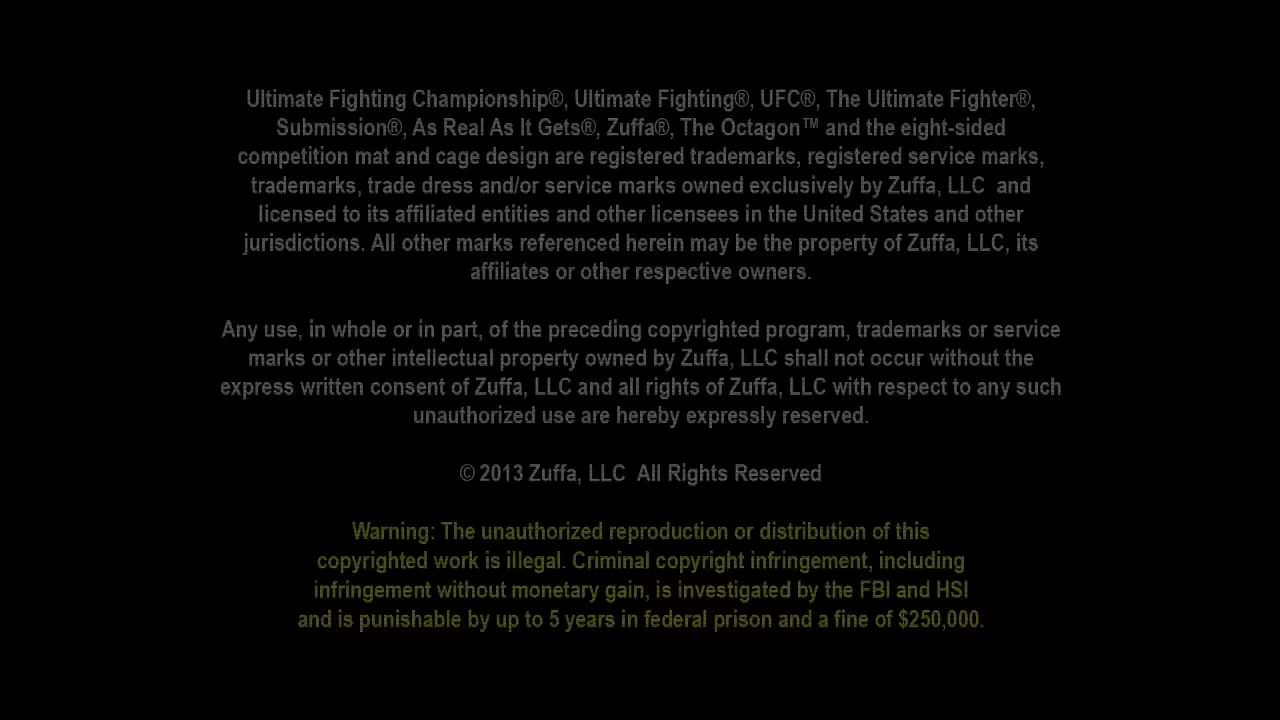 Ultimate Fighting Championship®, Ultimate Fighting®, UFC®, The Ultimate Fighter®,
Submission®, As Real As It Gets®, Zuffa®, The Octagon™ and the eight-sided
competition mat and cage design are registered trademarks, registered service marks,
trademarks, trade dress and/or service marks owned exclusively by Zuffa, LLC  and
licensed to its affiliated entities and other licensees in the United States and other
jurisdictions. All other marks referenced herein may be the property of Zuffa, LLC, its
affiliates or other respective owners.
Any use, in whole or in part, of the preceding copyrighted program, trademarks or service
marks or other intellectual property owned by Zuffa, LLC shall not occur without the
express written consent of Zuffa, LLC and all rights of Zuffa, LLC with respect to any such
unauthorized use are hereby expressly reserved.
© 2013 Zuffa, LLC  All Rights Reserved
Warning: The unauthorized reproduction or distribution of this
copyrighted work is illegal. Criminal copyright infringement, including
infringement without monetary gain, is investigated by the FBI and HSI
and is punishable by up to 5 years in federal prison and a fine of $250,000.